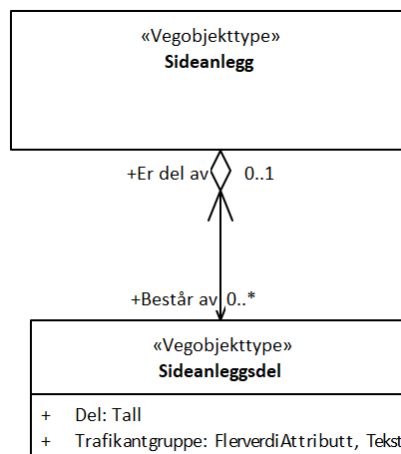 «Vegobjekttype»
Sideanlegg
+Er del av 0..1
+Består av 0..*
«Vegobjekttype»
Sideanleggsdel
+ Del: Tall
+ Trafikantgruppe: FlerverdiAttributt, Tekst